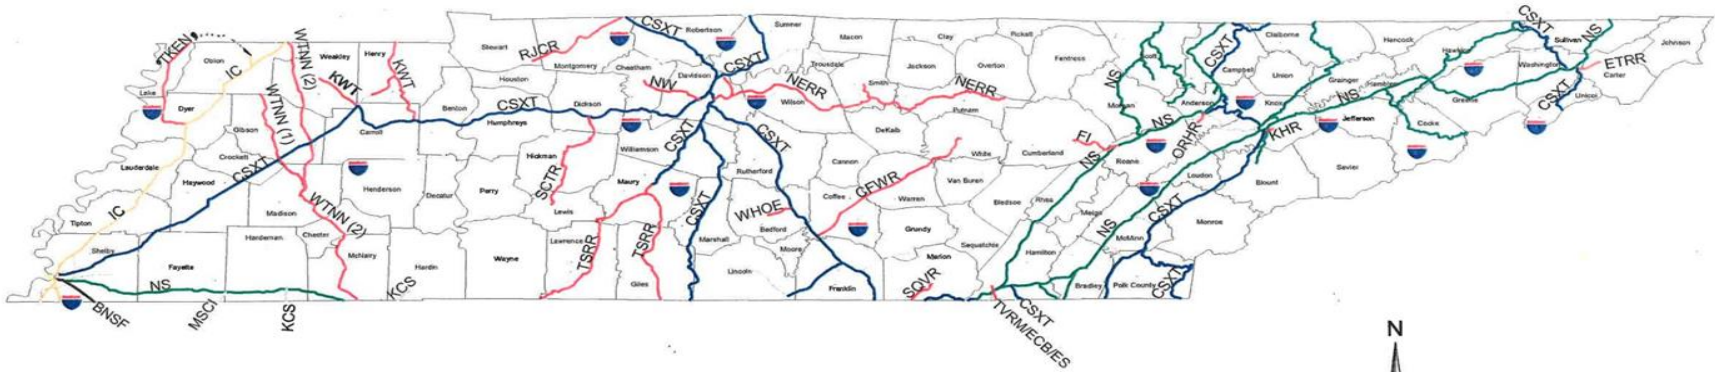 CSXT
Robertson
Sumner
Macon
Clay
Pickett
Claiborne
Hancock
Hawkins
CSXT
Sullivan
NS
Johnson
TKEN
Obion
WTNN (2)
Weakley
Henry
Stewart
RJCR
Montgomery
CSXT
Trousdale
Jackson
Overton
Fentress
Scott
CSXT
Campbell
Union
Grainger
Hamblen
Washington
ETRR
Carter
Lake
IC
KWT
KWT
Houston
Cheatham
Davidson
NW
NERR
Smith
NERR
Putnam
NS
Morgan
Anderson
Knox
NS
Jefferson
Greene
CSXT
Unicoi
Dyer
WTNN (1)
Gibson
Carroll
Benton
CSXT
Dickson
Humphreys
Wilson
DeKalb
NS
Cocke
Crockett
Hickman
Williamson
CSXT
CSXT
Cannon
White
Cumberland
FI
NS
Roane
ORHR
KHR
Lauderdale
CSXT
Haywood
Henderson
Decatur
Perry
SCTR
Maury
Rutherford
Coffee
CFWR
Warren
Van Buren
Bledsoe
Rhea
Loudon
Blount
Sevier
Tipton
IC
Madison
WTNN (2)
Lewis
CSXT
WHOE
Bedford
Grundy
Meigs
CSXT
Monroe
Shelby
Fayette
Hardeman
Chester
McNairy
Hardin
Wayne
Lawrence
TSRR
TSRR
Marshall
Moore
Sequatchie
Marion
Hamilton
NS
McMinn
NS
KCS
Giles
Lincoln
Franklin
SQVR
Bradley
Polk County
CSXT
BNSF
MSCI
KCS
CSXT
TVRM/ECB/ES
N